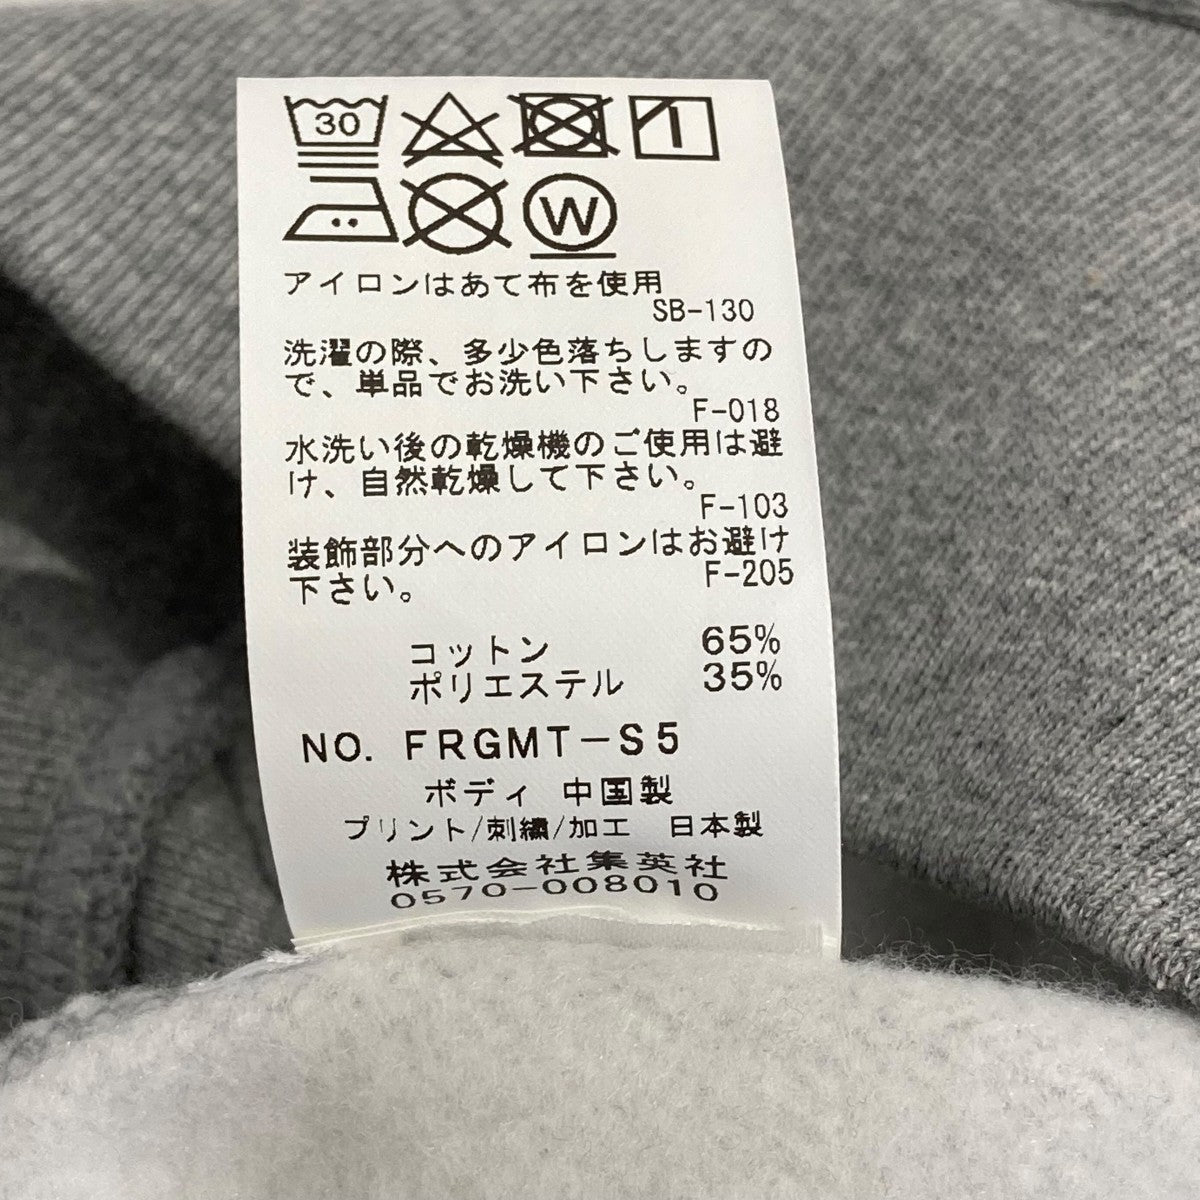 30
W
アイロンはあて布を使用
SB-130
洗濯の際、多少色落ちしますの
で、単品でお洗い下さい。
F-018
水洗い後の乾燥機のご使用は避
け、自然乾燥して下さい。
F-103
装飾部分へのアイロンはお避け
下さい。 F-205
コットン 65%
ポリエステル 35%
NO. FRGMT-S5
ボディ 中国製
プリント/刺繍/加工 日本製
株式会社集英社
0570-008010